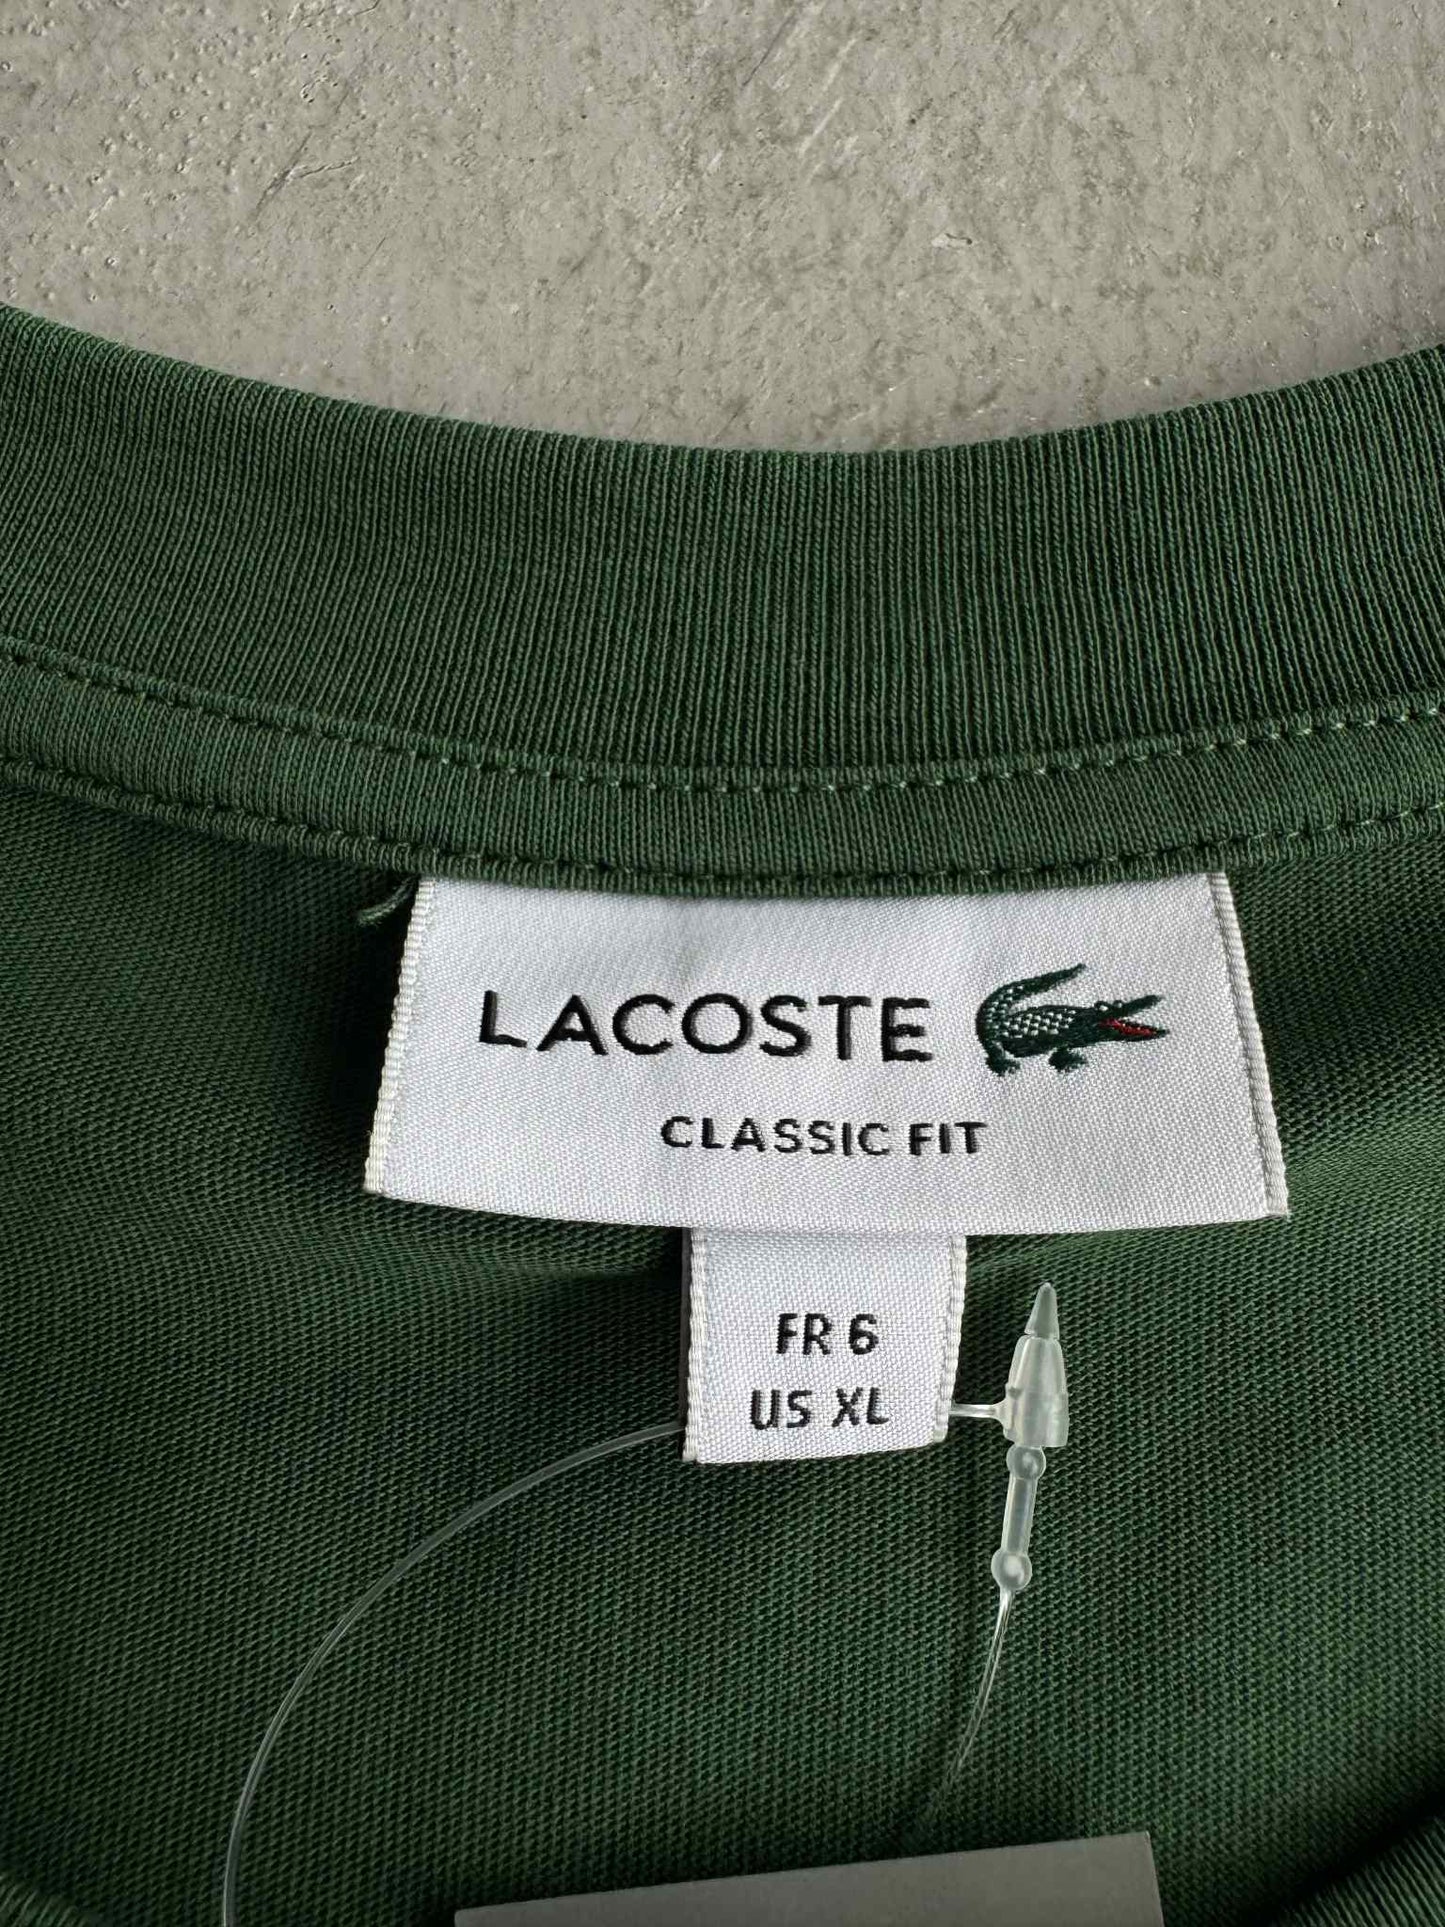 LACOSTE
CLASSIC FIT
FR 6
US XL